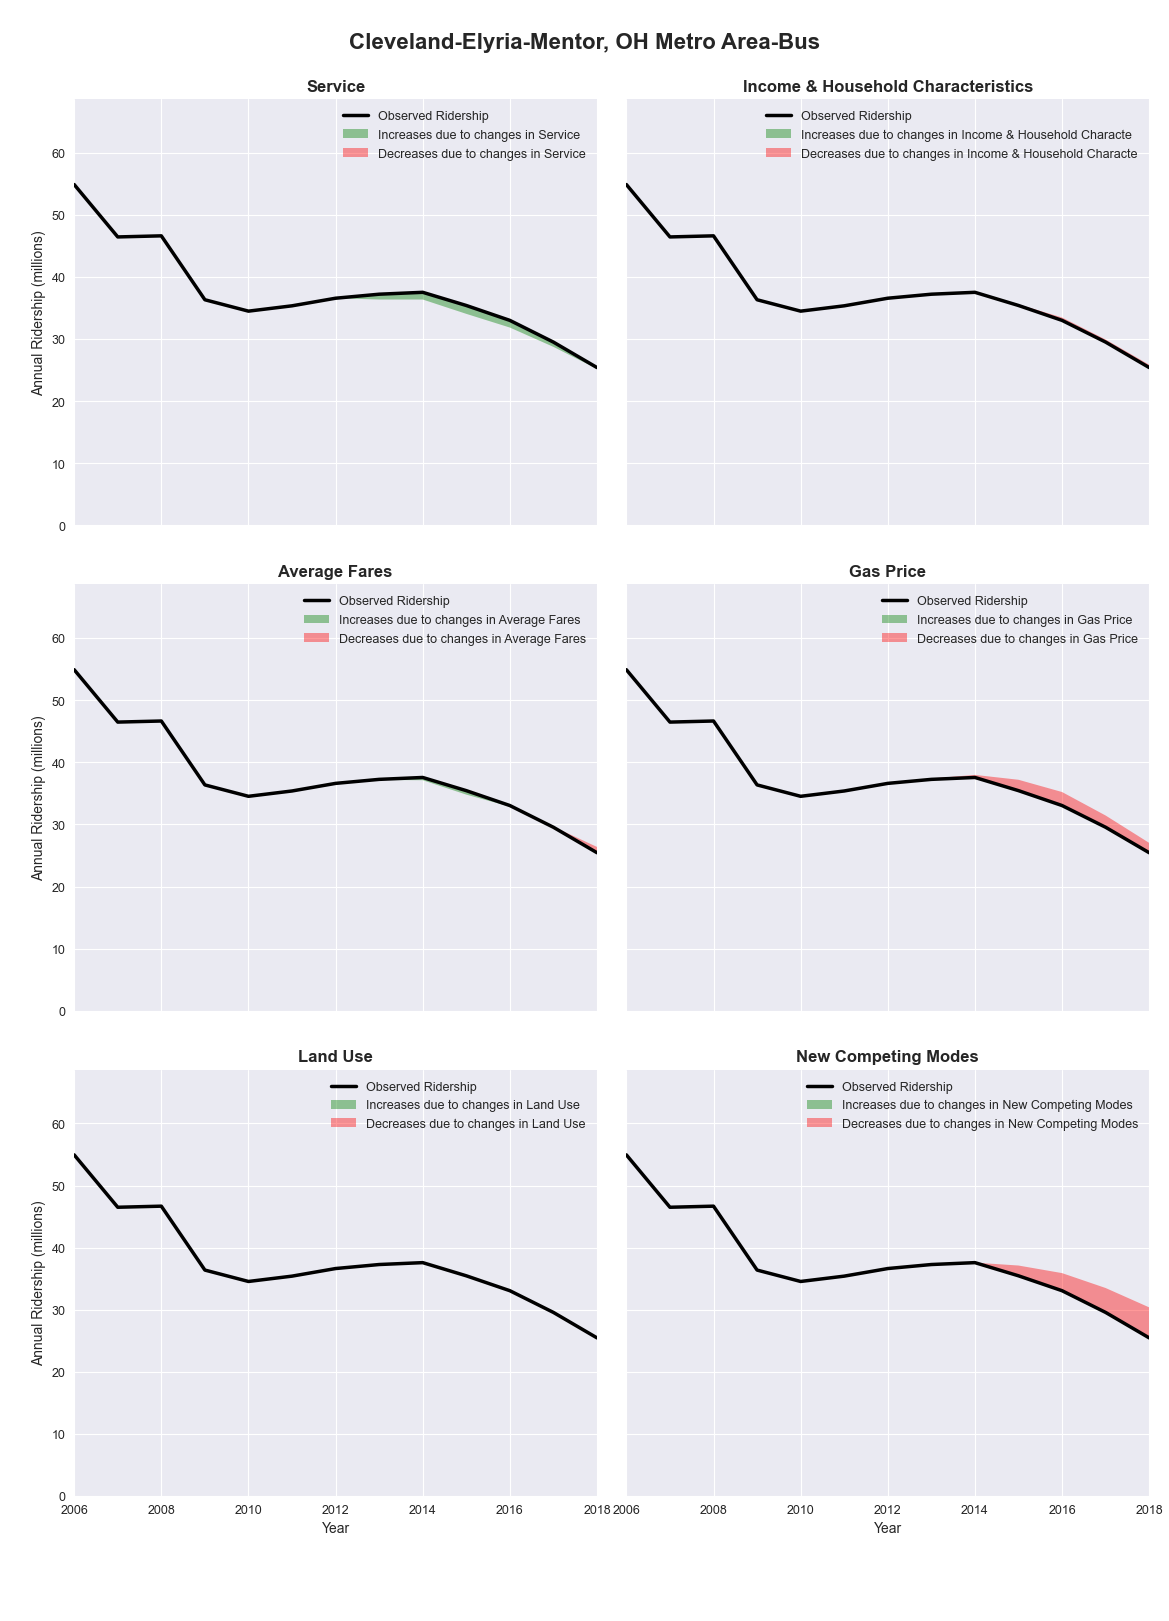 Cleveland-Elyria-Mentor, OH Metro Area-Bus
Service
Observed Ridership
Increases due to changes in Service
Decreases due to changes in Service
Annual Ridership (millions)
60
50
40
30
20
10
0
Income & Household Characteristics
Observed Ridership
Increases due to changes in Income & Household Characte
Decreases due to changes in Income & Household Characte
Average Fares
Observed Ridership
Increases due to changes in Average Fares
Decreases due to changes in Average Fares
Annual Ridership (millions)
60
50
40
30
20
10
0
Gas Price
Observed Ridership
Increases due to changes in Gas Price
Decreases due to changes in Gas Price
Land Use
Observed Ridership
Increases due to changes in Land Use
Decreases due to changes in Land Use
Annual Ridership (millions)
60
50
40
30
20
10
0
2006 2008 2010 2012 2014 2016 2018
Year
New Competing Modes
Observed Ridership
Increases due to changes in New Competing Modes
Decreases due to changes in New Competing Modes
2006 2008 2010 2012 2014 2016 2018
Year